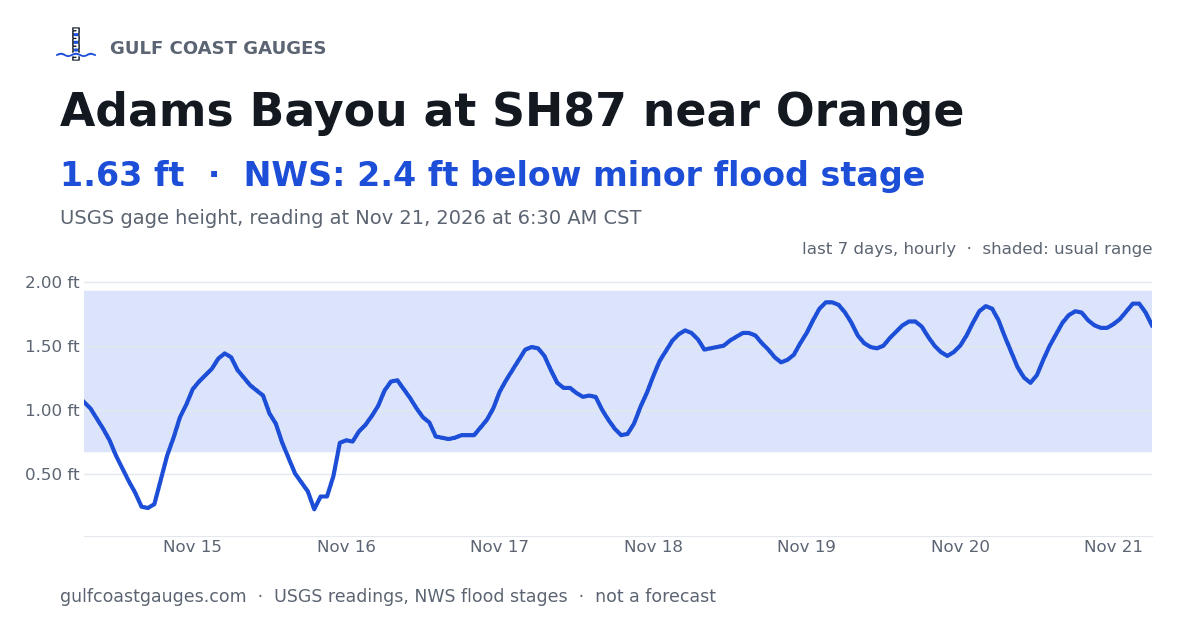 GULF COAST GAUGES
Adams Bayou at SH87 near Orange
1.63 ft · NWS: 2.4 ft below minor flood stage
USGS gage height, reading at Nov 21, 2026 at 6:30 AM CST
last 7 days, hourly · shaded: usual range
2.00 ft
1.50 ft
1.00 ft
0.50 ft
Nov 15 Nov 16 Nov 17 Nov 18 Nov 19 Nov 20 Nov 21
gulfcoastgauges.com · USGS readings, NWS flood stages · not a forecast